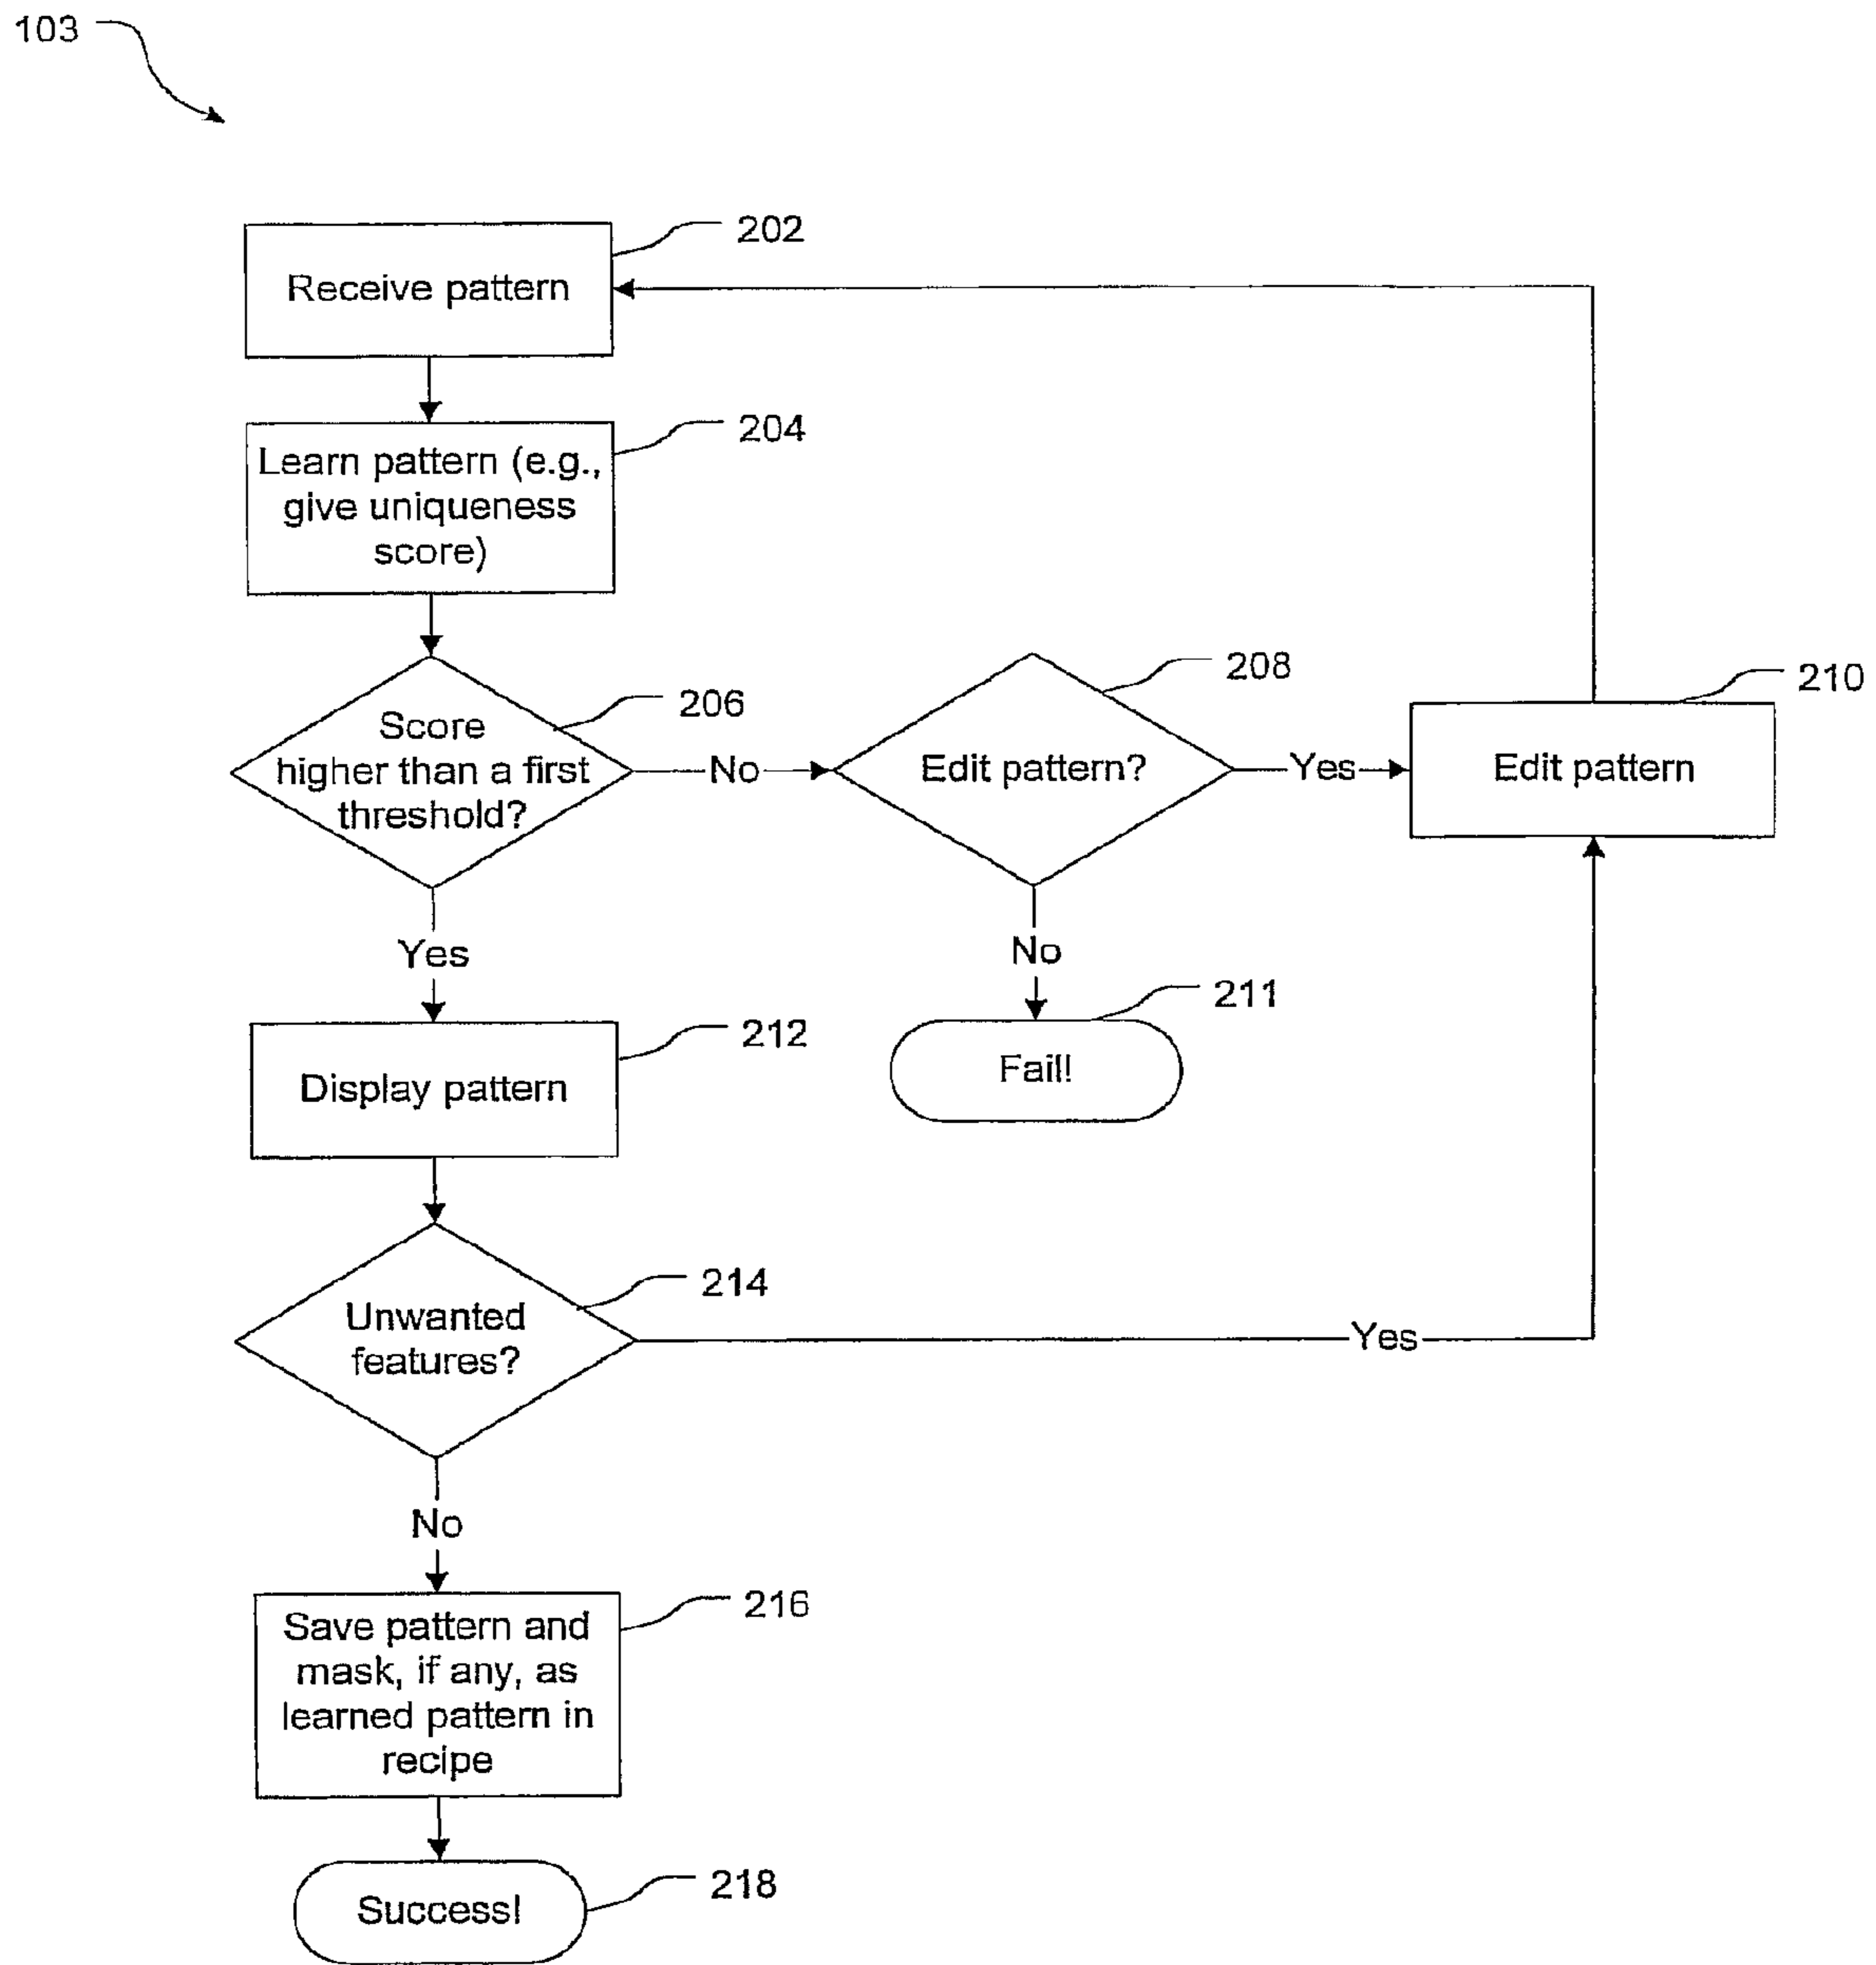 103
202
Receive pattern
204
Learn pattern (e.g.,
give uniqueness
score)
206
Score
higher than a first
threshold?
No
208
Edit pattern?
Yes
210
Edit pattern
Yes
No
211
Fail!
212
Display pattern
214
Unwanted
features?
Yes
No
216
Save pattern and
mask, if any, as
learned pattern in
recipe
218
Success!